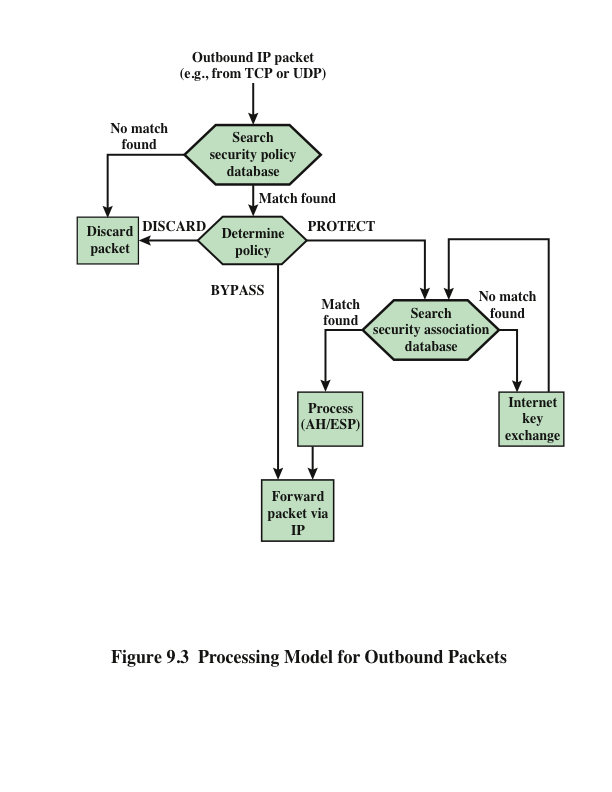 Outbound IP packet
(e.g., from TCP or UDP)
No match
found
Search
security policy
database
Match found
Discard
packet
DISCARD
Determine
policy
PROTECT
BYPASS
Match
found
Search
security association
database
No match
found
Process
(AH/ESP)
Internet
key
exchange
Forward
packet via
IP
Figure 9.3  Processing Model for Outbound Packets